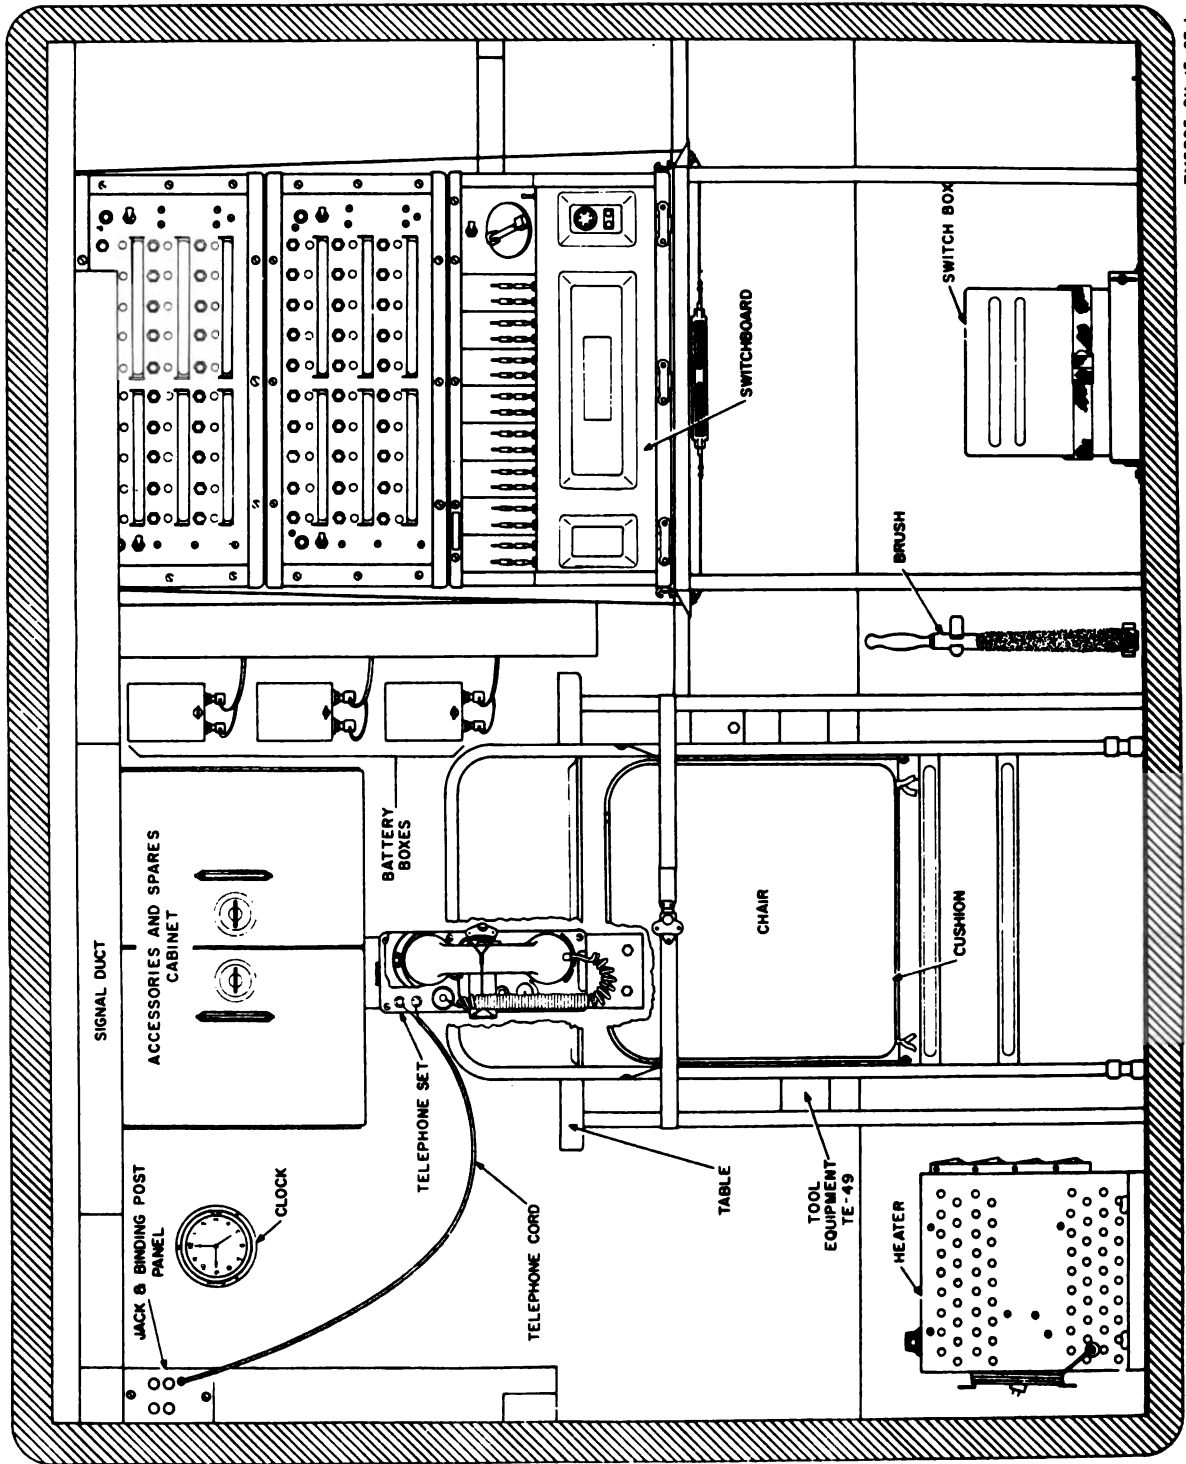 SIGNAL DUCT
JACK & BINDING POST
PANEL
ACCESSORIES AND SPARES
CABINET
CLOCK
BATTERY
BOXES
TELEPHONE SET
TELEPHONE CORD
TABLE
SWITCHBOARD
CHAIR
TOOL
EQUIPMENT
TE-49
HEATER
BRUSH
SWITCH BOX
CUSHION